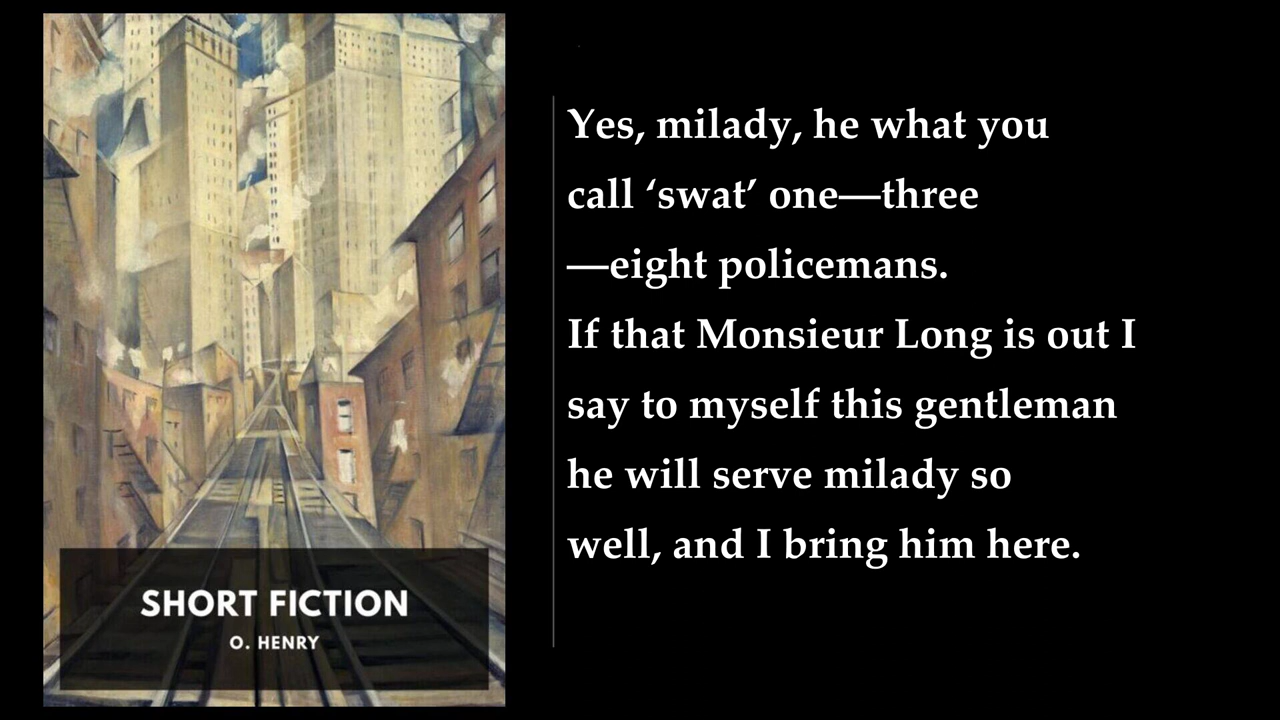 SHORT FICTION
O. HENRY
Yes, milady, he what you
call ‘swat’ one—three
—eight policemans.
If that Monsieur Long is out I
say to myself this gentleman
he will serve milady so
well, and I bring him here.